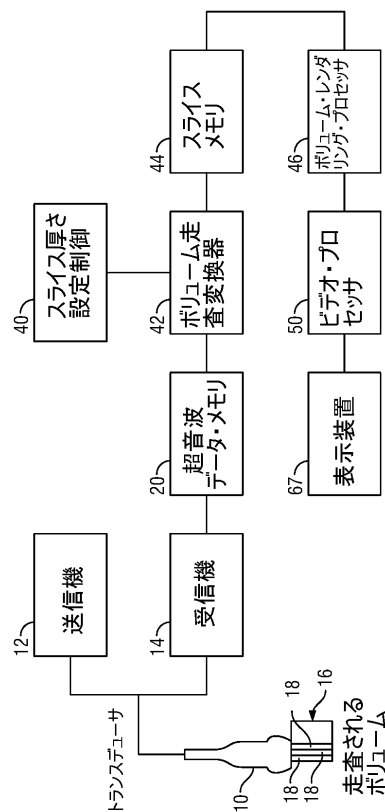 トランスデューサ
10
18
18
18
16
走査される
ボリューム
12
送信機
14
受信機
20
超音波
データ・メモリ
40
スライス厚さ
設定制御
42
ボリューム走
査変換器
44
スライス
メモリ
46
ボリューム・レンダ
リング・プロセッサ
50
ビデオ・プロ
セッサ
67
表示装置